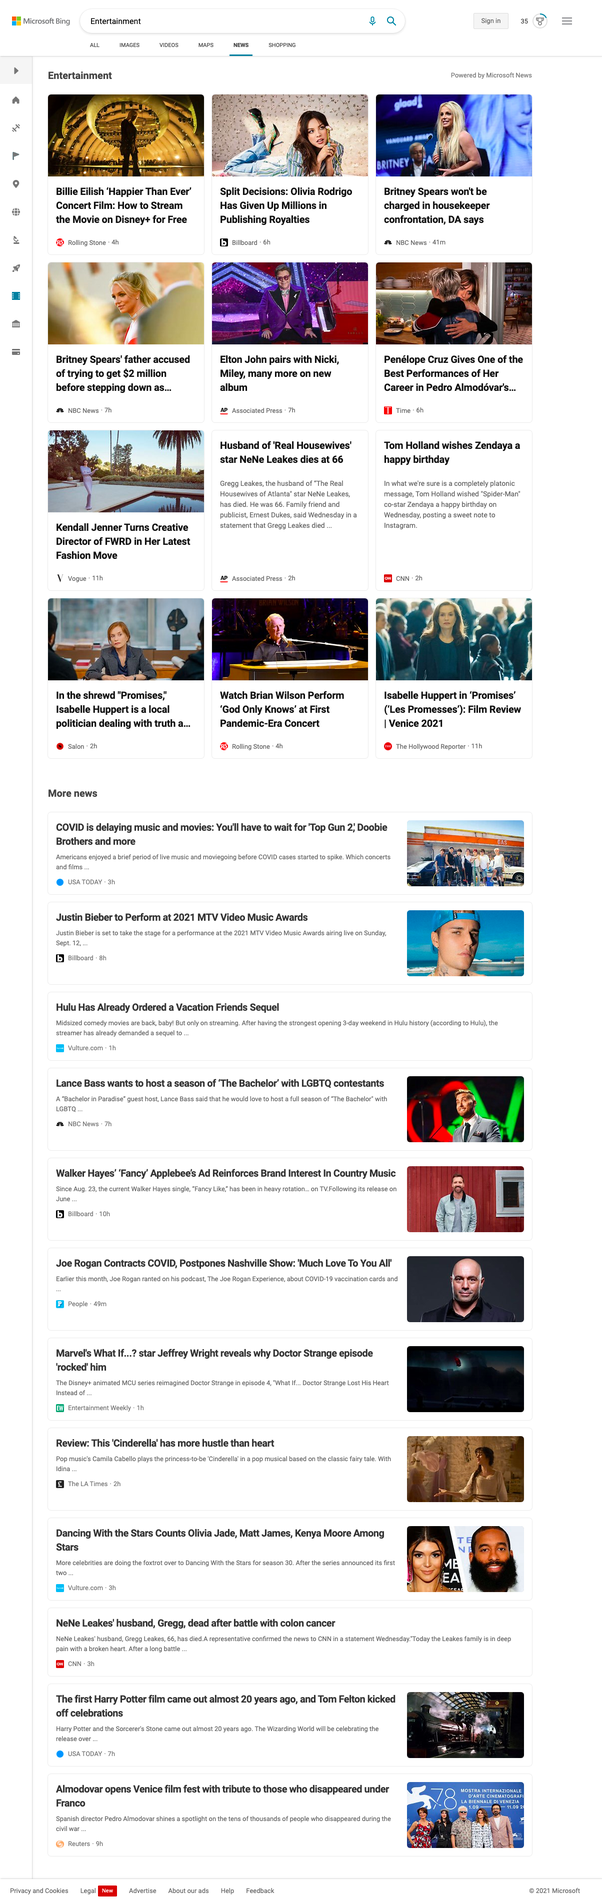 Microsoft Bing
Entertainment
Sign in
35
ALL
IMAGES
VIDEOS
MAPS
NEWS
SHOPPING
Entertainment
Powered by Microsoft News
Billie Eilish 'Happier Than Ever'
Concert Film: How to Stream
the Movie on Disney+ for Free
Rolling Stone · 4h
Split Decisions: Olivia Rodrigo
Has Given Up Millions in
Publishing Royalties
Billboard · 6h
Britney Spears won't be
charged in housekeeper
confrontation, DA says
NBC News · 41m
Britney Spears' father accused
of trying to get $2 million
before stepping down as...
NBC News · 7h
Elton John pairs with Nicki,
Miley, many more on new
album
Associated Press · 7h
Penélope Cruz Gives One of the
Best Performances of Her
Career in Pedro Almodóvar's...
Time · 6h
Kendall Jenner Turns Creative
Director of FWRD in Her Latest
Fashion Move
Vogue · 11h
Husband of 'Real Housewives'
star NeNe Leakes dies at 66
Gregg Leakes, the husband of "The Real
Housewives of Atlanta" star NeNe Leakes,
has died. He was 66. Family friend and
publicist, Ernest Dukes, said Wednesday in a
statement that Gregg Leakes died ...
Associated Press · 2h
Tom Holland wishes Zendaya a
happy birthday
In what we're sure is a completely platonic
message, Tom Holland wished "Spider-Man"
co-star Zendaya a happy birthday on
Wednesday, posting a sweet note to
Instagram.
CNN · 2h
In the shrewd "Promises,"
Isabelle Huppert is a local
politician dealing with truth a...
Salon · 2h
Watch Brian Wilson Perform
'God Only Knows' at First
Pandemic-Era Concert
Rolling Stone · 4h
Isabelle Huppert in 'Promises'
('Les Promesses'): Film Review
| Venice 2021
The Hollywood Reporter · 11h
More news
COVID is delaying music and movies: You'll have to wait for 'Top Gun 2,' Doobie
Brothers and more
Americans enjoyed a brief period of live music and moviegoing before COVID cases started to spike. Which concerts
and films ...
USA TODAY · 3h
Justin Bieber to Perform at 2021 MTV Video Music Awards
Justin Bieber is set to take the stage for a performance at the 2021 MTV Video Music Awards airing live on Sunday,
Sept. 12, ...
Billboard · 8h
Hulu Has Already Ordered a Vacation Friends Sequel
Midsized comedy movies are back, baby! But only on streaming. After having the strongest opening 3-day weekend in Hulu history (according to Hulu), the
streamer has already demanded a sequel to ...
Vulture.com · 1h
Lance Bass wants to host a season of 'The Bachelor' with LGBTQ contestants
A "Bachelor in Paradise" guest host, Lance Bass said that he would love to host a full season of "The Bachelor" with
LGBTQ ...
NBC News · 7h
Walker Hayes' 'Fancy' Applebee's Ad Reinforces Brand Interest In Country Music
Since Aug. 23, the current Walker Hayes single, "Fancy Like," has been in heavy rotation... on TV.Following its release on
June ...
Billboard · 10h
Joe Rogan Contracts COVID, Postpones Nashville Show: 'Much Love To You All'
Earlier this month, Joe Rogan ranted on his podcast, The Joe Rogan Experience, about COVID-19 vaccination cards and
...
People · 49m
Marvel's What If...? star Jeffrey Wright reveals why Doctor Strange episode
'rocked' him
The Disney+ animated MCU series reimagined Doctor Strange in episode 4, "What If... Doctor Strange Lost His Heart
Instead of ...
Entertainment Weekly · 1h
Review: This 'Cinderella' has more hustle than heart
Pop music's Camila Cabello plays the princess-to-be 'Cinderella' in a pop musical based on the classic fairy tale. With
Idina ...
The LA Times · 2h
Dancing With the Stars Counts Olivia Jade, Matt James, Kenya Moore Among
Stars
More celebrities are doing the foxtrot over to Dancing With the Stars for season 30. After the series announced its first
two ...
Vulture.com · 3h
NeNe Leakes' husband, Gregg, dead after battle with colon cancer
NeNe Leakes' husband, Gregg Leakes, 66, has died.A representative confirmed the news to CNN in a statement Wednesday."Today the Leakes family is in deep
pain with a broken heart. After a long battle ...
CNN · 3h
The first Harry Potter film came out almost 20 years ago, and Tom Felton kicked
off celebrations
Harry Potter and the Sorcerer's Stone came out almost 20 years ago. The Wizarding World will be celebrating the
release over ...
USA TODAY · 7h
Almodovar opens Venice film fest with tribute to those who disappeared under
Franco
Spanish director Pedro Almodovar shines a spotlight on the tens of thousands of people who disappeared during the
civil war ...
Reuters · 9h
Privacy and Cookies
Legal
New
Advertise
About our ads
Help
Feedback
© 2021 Microsoft